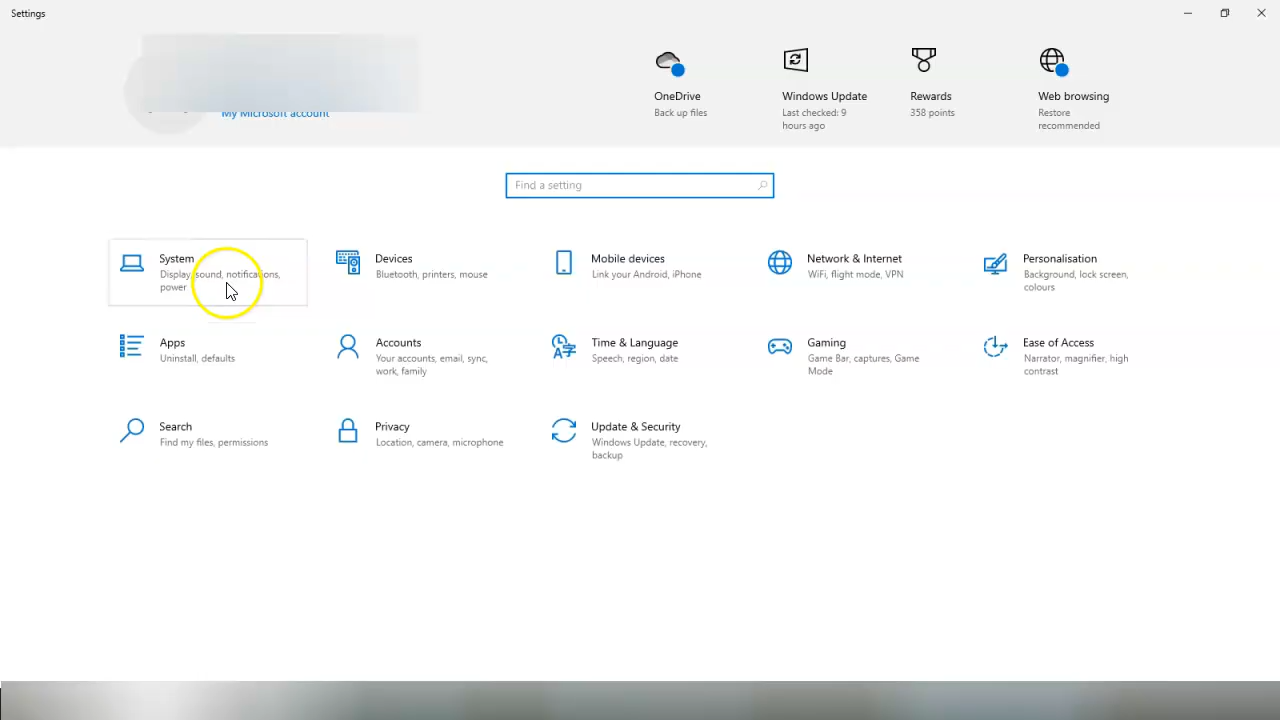 Settings
My Microsoft account
OneDrive
Back up files
Windows Update
Last checked: 9
hours ago
Rewards
358 points
Web browsing
Restore
recommended
Find a setting
System
Display, sound, notifications,
power
Devices
Bluetooth, printers, mouse
Mobile devices
Link your Android, iPhone
Network & Internet
WiFi, flight mode, VPN
Personalisation
Background, lock screen,
colours
Apps
Uninstall, defaults
Accounts
Your accounts, email, sync,
work, family
Time & Language
Speech, region, date
Gaming
Game Bar, captures, Game
Mode
Ease of Access
Narrator, magnifier, high
contrast
Search
Find my files, permissions
Privacy
Location, camera, microphone
Update & Security
Windows Update, recovery,
backup